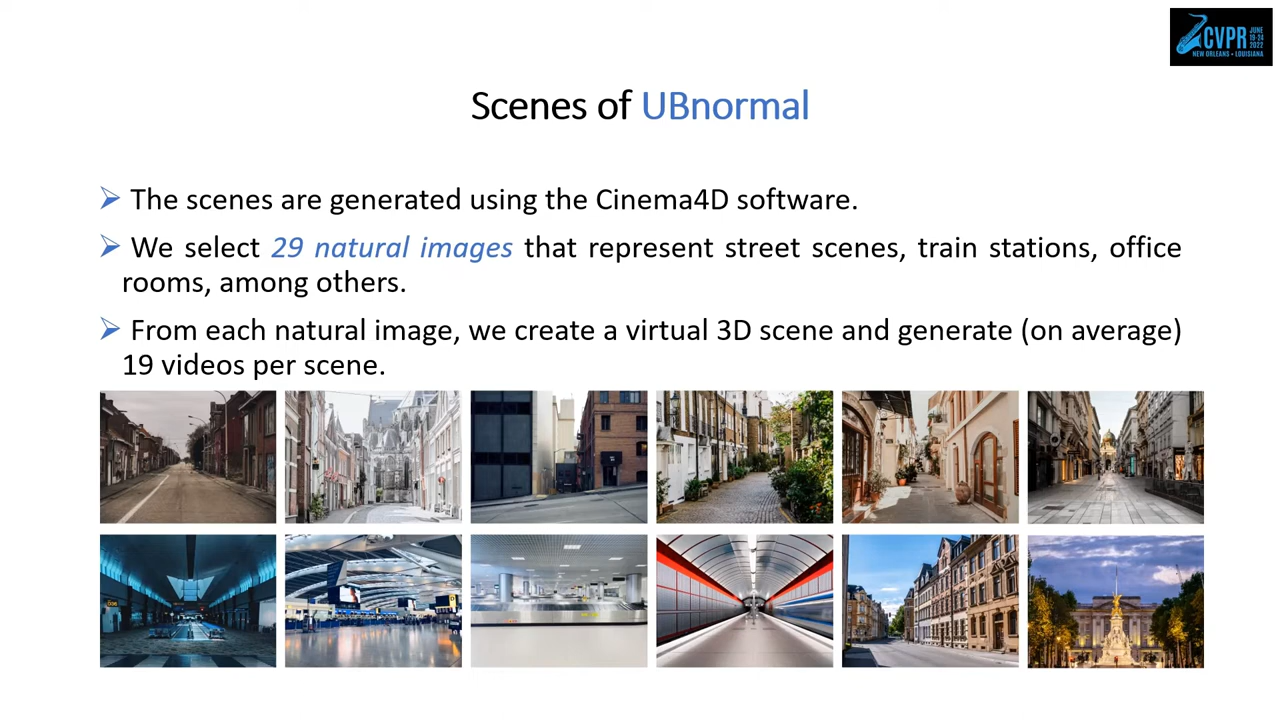 CVPR
JUNE
19-24
2022
NEW ORLEANS • LOUISIANA
Scenes of UBnormal
The scenes are generated using the Cinema4D software.
We select 29 natural images that represent street scenes, train stations, office
rooms, among others.
From each natural image, we create a virtual 3D scene and generate (on average)
19 videos per scene.